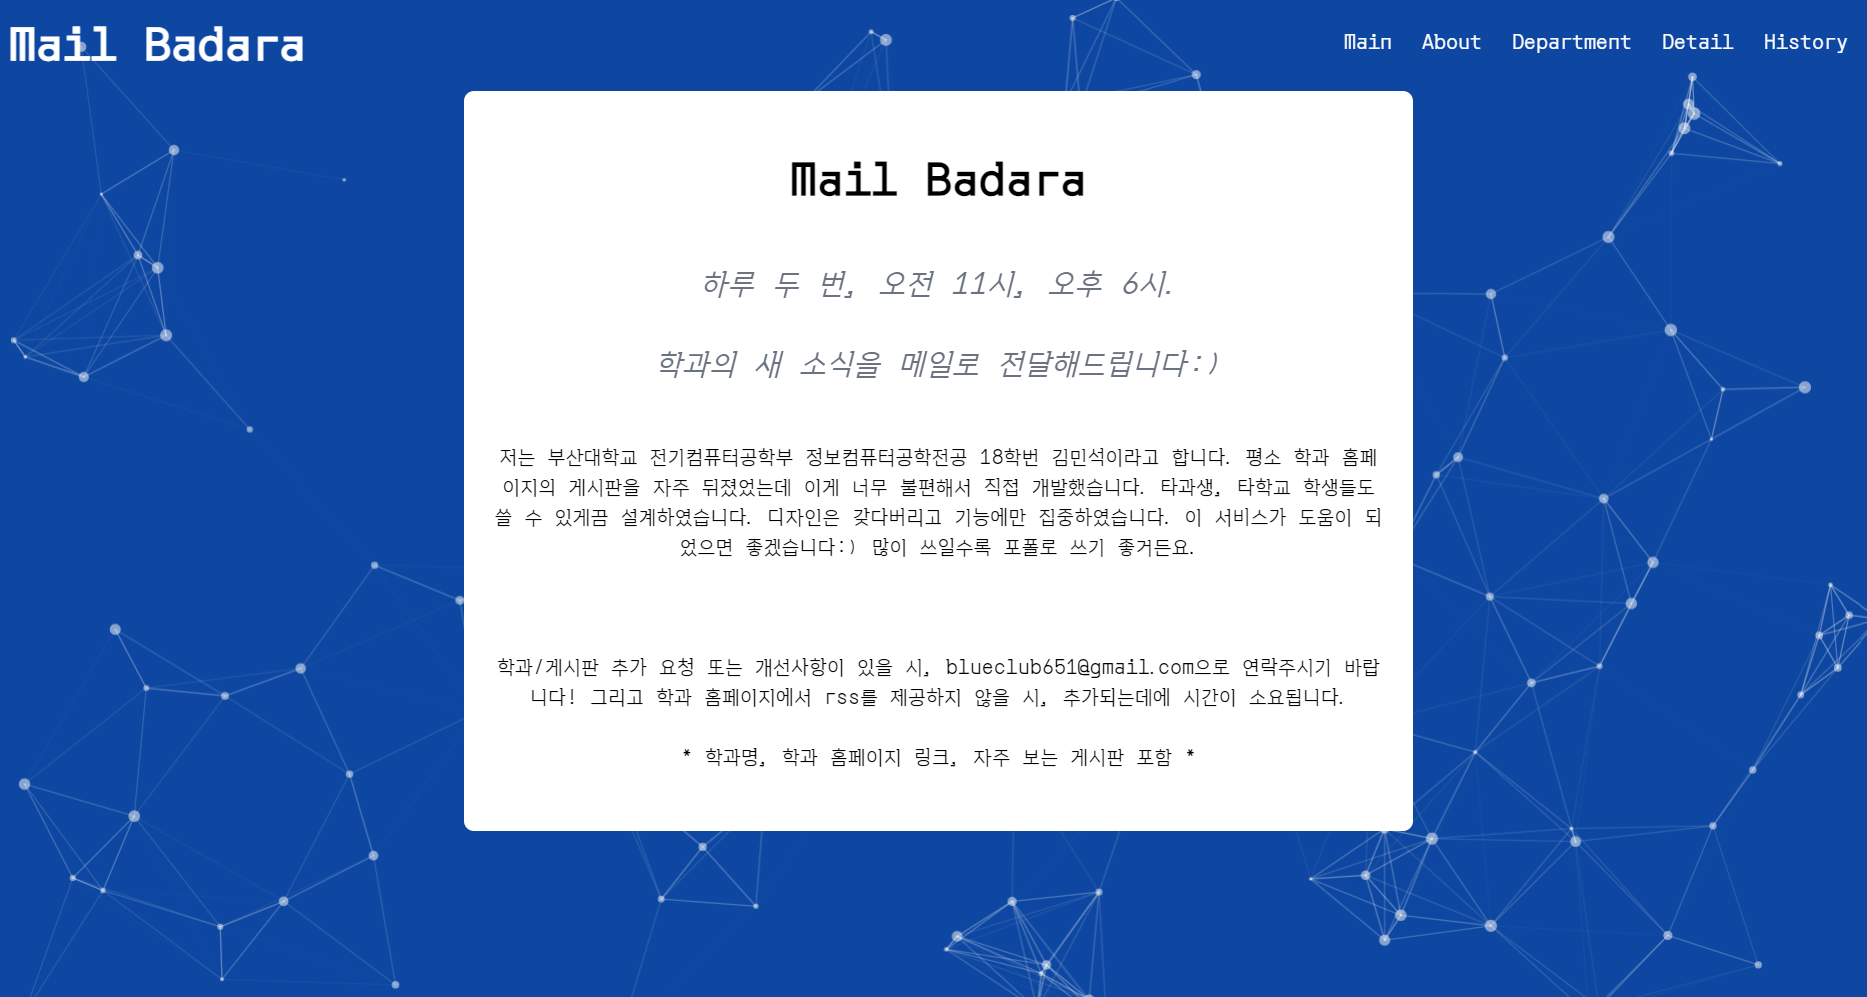 Mail Badara
Main About Department Detail History
Mail Badara
하루 두 번, 오전 11시, 오후 6시.
학과의 새 소식을 메일로 전달해드립니다:)
저는 부산대학교 전기컴퓨터공학부 정보컴퓨터공학전공 18학번 김민석이라고 합니다. 평소 학과 홈페
이지의 게시판을 자주 뒤졌었는데 이게 너무 불편해서 직접 개발했습니다. 타과생, 타학교 학생들도
쓸 수 있게끔 설계하였습니다. 디자인은 갖다버리고 기능에만 집중하였습니다. 이 서비스가 도움이 되
었으면 좋겠습니다:) 많이 쓰일수록 포폴로 쓰기 좋거든요.
학과/게시판 추가 요청 또는 개선사항이 있을 시, blueclub651@gmail.com으로 연락주시기 바랍
니다! 그리고 학과 홈페이지에서 rss를 제공하지 않을 시, 추가되는데에 시간이 소요됩니다.
* 학과명, 학과 홈페이지 링크, 자주 보는 게시판 포함 *